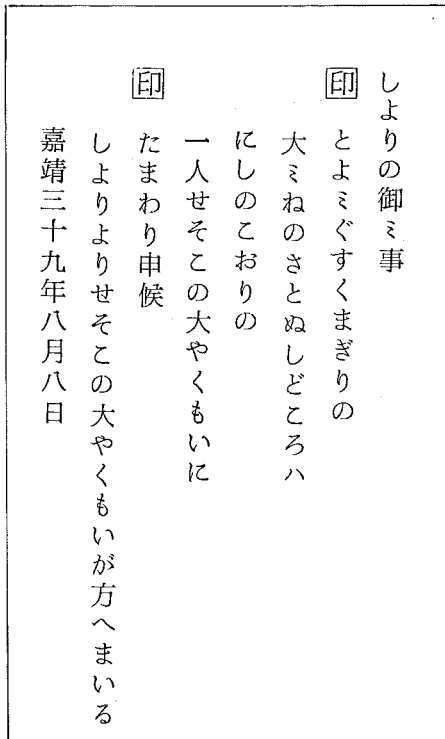 しよりの御ミ事
印 とよミぐすくまぎりの
大ミねのさとぬしどころハ
にしのこおりの
一人せそこの大やくもいに
印 たまわり申候
しよりよりせそこの大やくもいが方へまいる
嘉靖三十九年八月八日